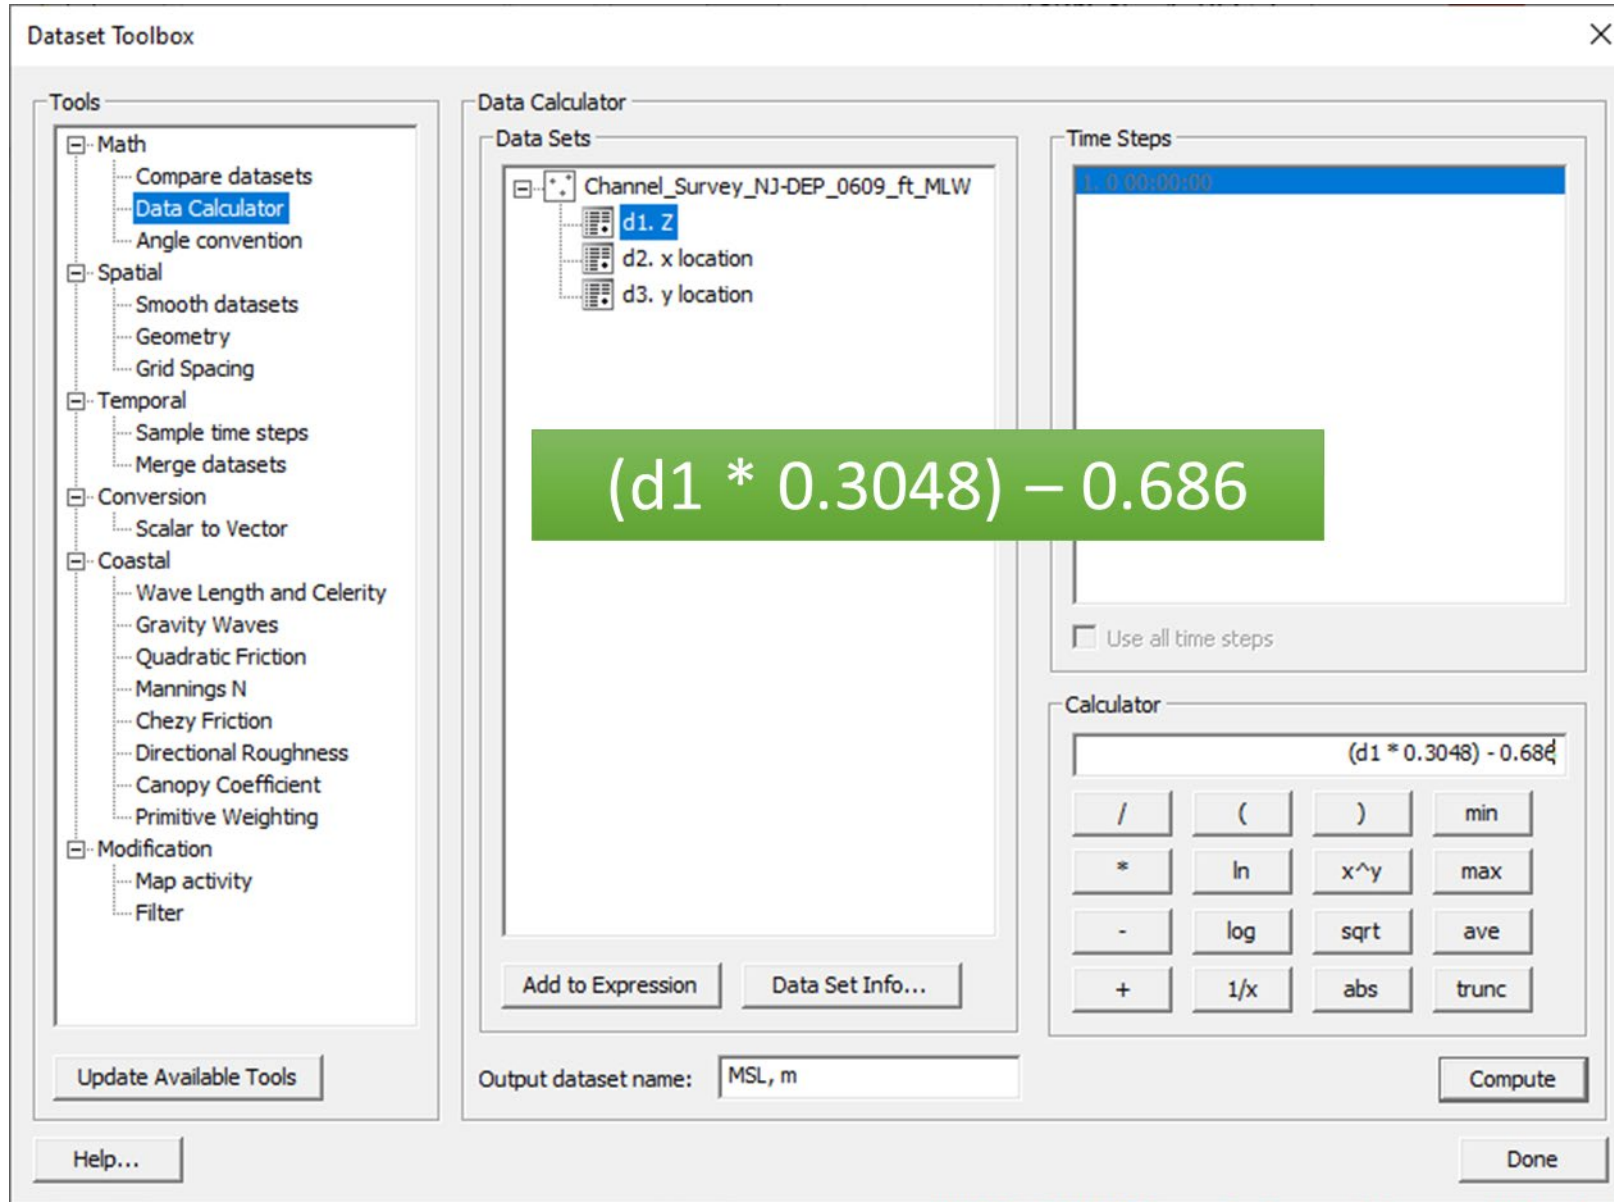 Dataset Toolbox
Tools
Math
Compare datasets
Data Calculator
Angle convention
Spatial
Smooth datasets
Geometry
Grid Spacing
Temporal
Sample time steps
Merge datasets
Conversion
Scalar to Vector
Coastal
Wave Length and Celerity
Gravity Waves
Quadratic Friction
Mannings N
Chezy Friction
Directional Roughness
Canopy Coefficient
Primitive Weighting
Modification
Map activity
Filter
Update Available Tools
Help...
Data Calculator
Data Sets
Channel_Survey_NJ-DEP_0609_ft_MLW
d1. Z
d2. x location
d3. y location
(d1 * 0.3048) – 0.686
Add to Expression
Data Set Info...
Output dataset name:
MSL, m
Time Steps
1. 0 00:00:00
Use all time steps
Calculator
(d1 * 0.3048) - 0.686
/ ( ) min
* ln x^y max
- log sqrt ave
+ 1/x abs trunc
Compute
Done